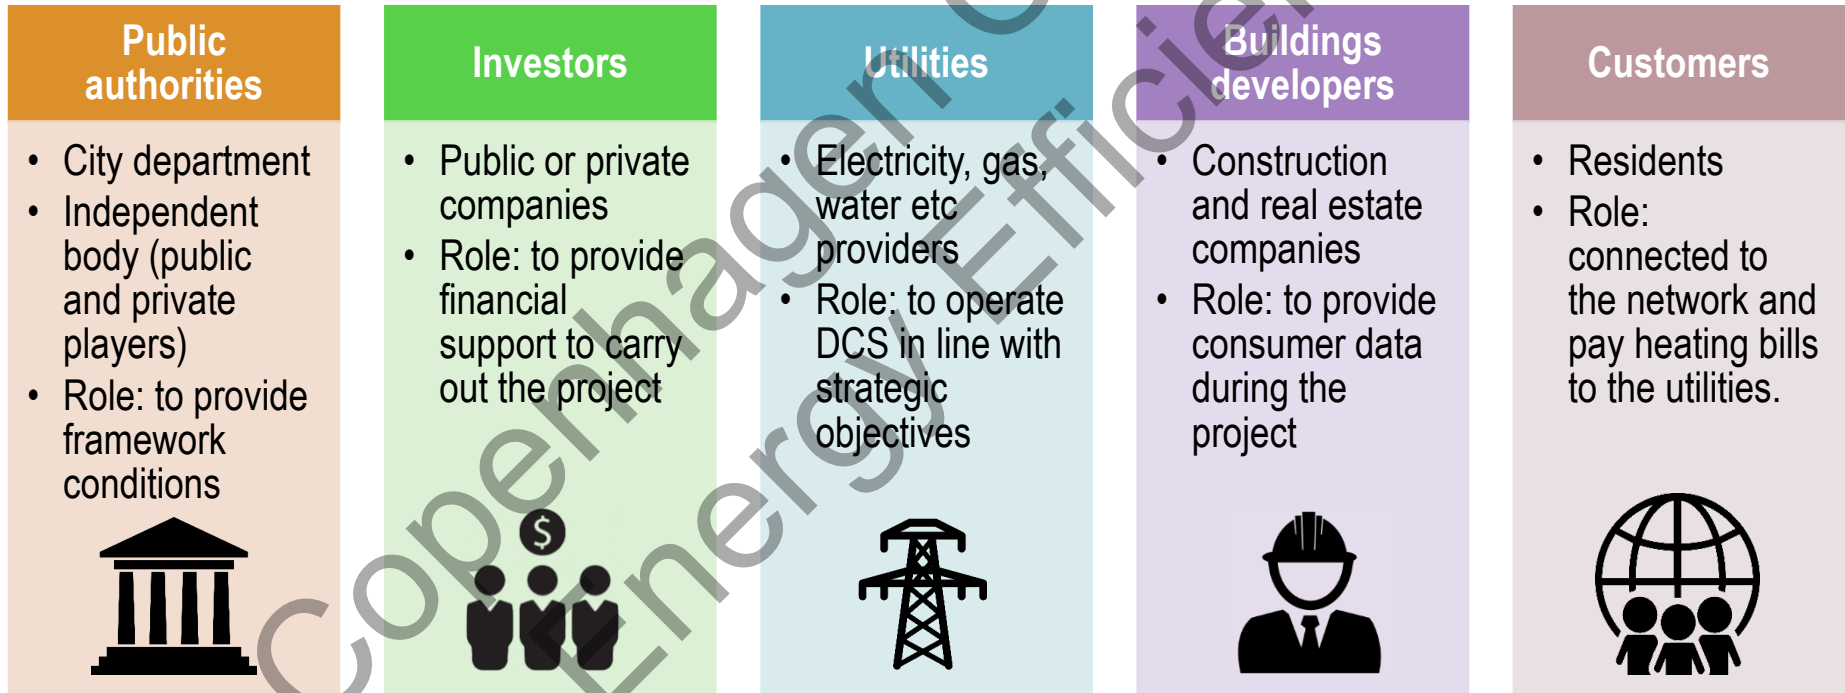 Public
authorities
• City department
• Independent
body (public
and private
players)
• Role: to provide
framework
conditions
Investors
• Public or private
companies
• Role: to provide
financial
support to carry
out the project
$
Utilities
• Electricity, gas,
water etc
providers
• Role: to operate
DCS in line with
strategic
objectives
Buildings
developers
• Construction
and real estate
companies
• Role: to provide
consumer data
during the
project
Customers
• Residents
• Role:
connected to
the network and
pay heating bills
to the utilities.
Copenhagen
Energy